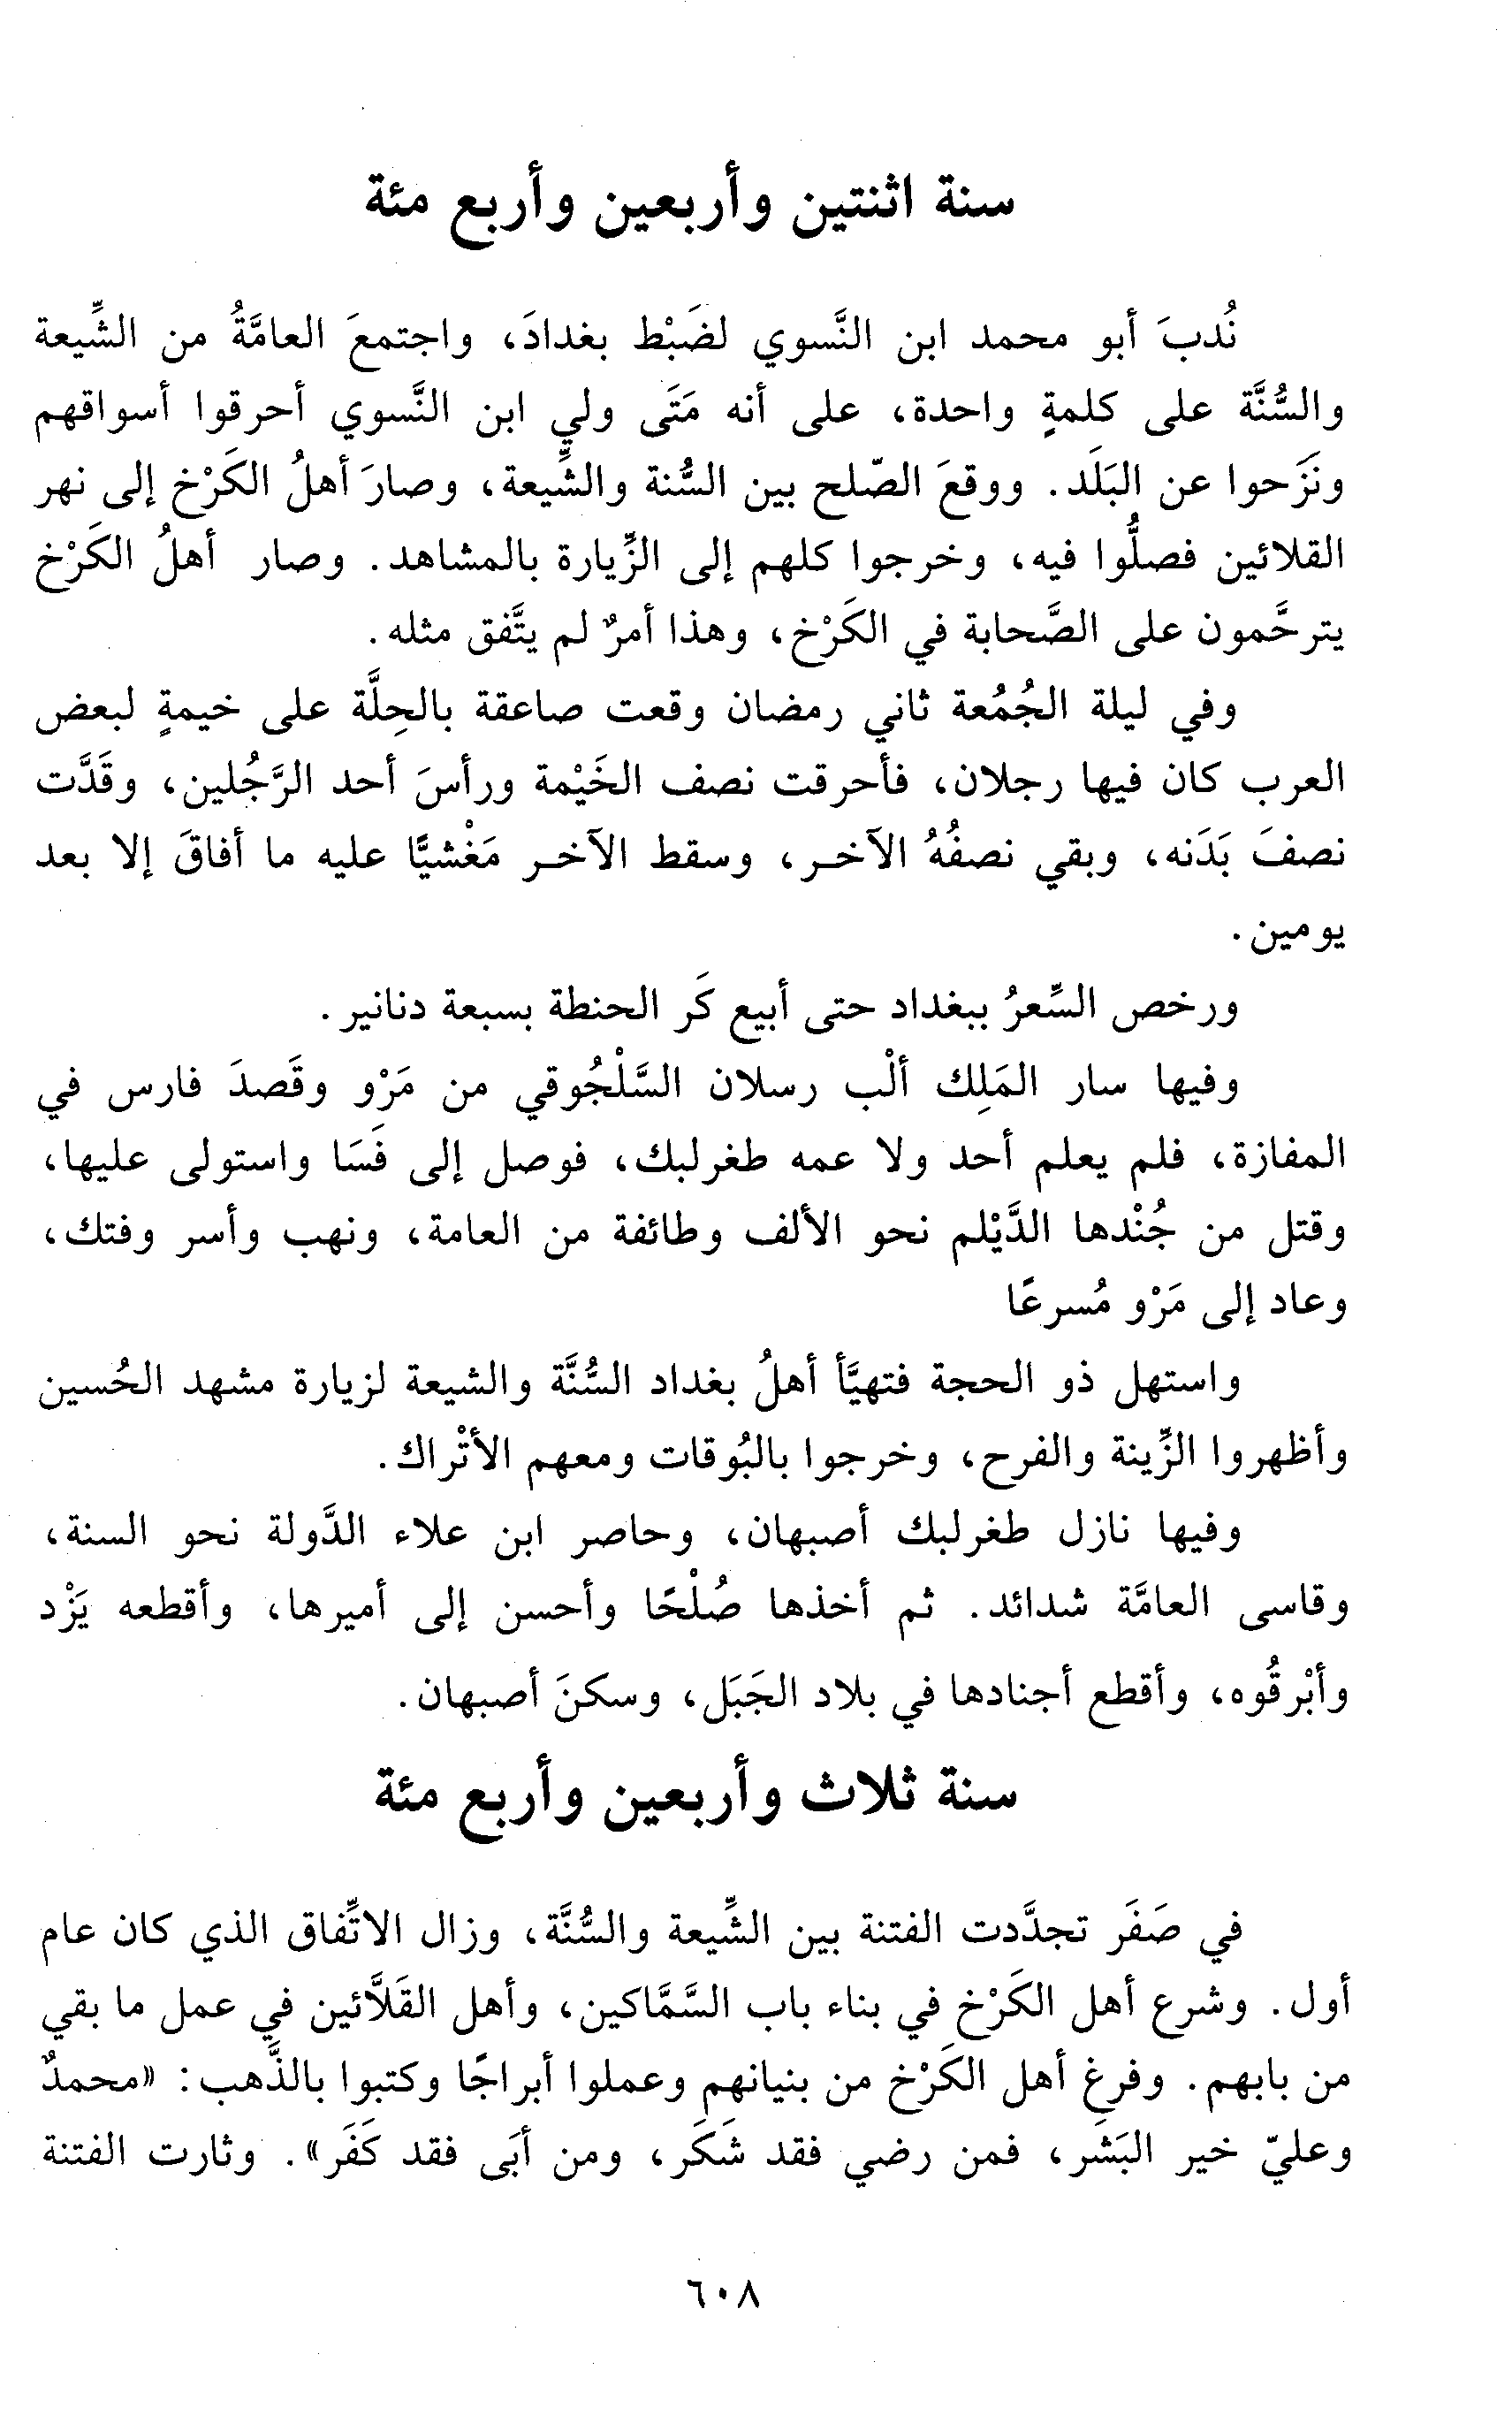 سنة اثنتين وأربعين وأربع مئة
نُدبَ أبو محمد ابن النَّسوي لضَبْط بغدادَ، واجتمعَ العامَّةُ من الشِّيعة
والسُّنَّة على كلمةٍ واحدة، على أنه مَتَى ولي ابن النَّسوي أحرقوا أسواقهم
ونَزَحوا عن البَلَد. ووقعَ الصّلح بين السُّنة والشِّيعة، وصارَ أهلُ الكَرْخ إلى نهر
القلائين فصلُّوا فيه، وخرجوا كلهم إلى الزِّيارة بالمشاهد. وصار أهلُ الكَرْخ
يترحَّمون على الصَّحابة في الكَرْخ، وهذا أمرٌ لم يتَّفق مثله.
وفي ليلة الجُمُعة ثاني رمضان وقعت صاعقة بالحِلَّة على خيمةٍ لبعض
العرب كان فيها رجلان، فأحرقت نصف الخَيْمة ورأسَ أحد الرَّجُلين، وقَدَّت
نصفَ بَدَنه، وبقي نصفُهُ الآخر، وسقط الآخر مَغْشيًّا عليه ما أفاقَ إلا بعد
يومين.
ورخص السِّعرُ ببغداد حتى أبيع كَر الحنطة بسبعة دنانير.
وفيها سار المَلِك ألْب رسلان السَّلْجُوقي من مَرْو وقَصدَ فارس في
المفازة، فلم يعلم أحد ولا عمه طغرلبك، فوصل إلى فَسَا واستولى عليها،
وقتل من جُنْدها الدَّيْلم نحو الألف وطائفة من العامة، ونهب وأسر وفتك،
وعاد إلى مَرْو مُسرعًا
واستهل ذو الحجة فتهيَّأ أهلُ بغداد السُّنَّة والشيعة لزيارة مشهد الحُسين
وأظهروا الزِّينة والفرح، وخرجوا بالبُوقات ومعهم الأتْراك.
وفيها نازل طغرلبك أصبهان، وحاصر ابن علاء الدَّولة نحو السنة،
وقاسى العامَّة شدائد. ثم أخذها صُلْحًا وأحسن إلى أميرها، وأقطعه يَزْد
وأبْرقُوه، وأقطع أجنادها في بلاد الجَبَل، وسكنَ أصبهان.
سنة ثلاث وأربعين وأربع مئة
في صَفَر تجدَّدت الفتنة بين الشِّيعة والسُّنَّة، وزال الاتِّفاق الذي كان عام
أول. وشرع أهل الكَرْخ في بناء باب السَّمَّاكين، وأهل القَلَّائين في عمل ما بقي
من بابهم. وفرغ أهل الكَرْخ من بنيانهم وعملوا أبراجًا وكتبوا بالذَّهب: «محمدٌ
وعليّ خير البَشَر، فمن رضي فقد شَكَر، ومن أبَى فقد كَفَر». وثارت الفتنة
٦٠٨